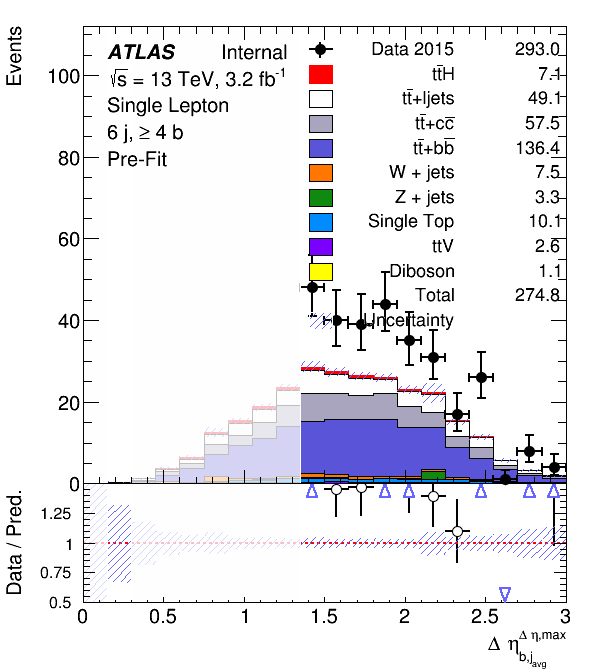 Events
ATLAS Internal
√s = 13 TeV, 3.2 fb-1
Single Lepton
6 j, ≥ 4 b
Pre-Fit
Data 2015 293.0
tt̄H 7.1
tt̄+ljets 49.1
tt̄+cc̄ 57.5
tt̄+bb̄ 136.4
W + jets 7.5
Z + jets 3.3
Single Top 10.1
ttV 2.6
Diboson 1.1
Total 274.8
Uncertainty
100
80
60
40
20
0
Data / Pred.
1.25
1
0.75
0.5
0 0.5 1 1.5 2 2.5 3
Δ η Δ η,max b,javg